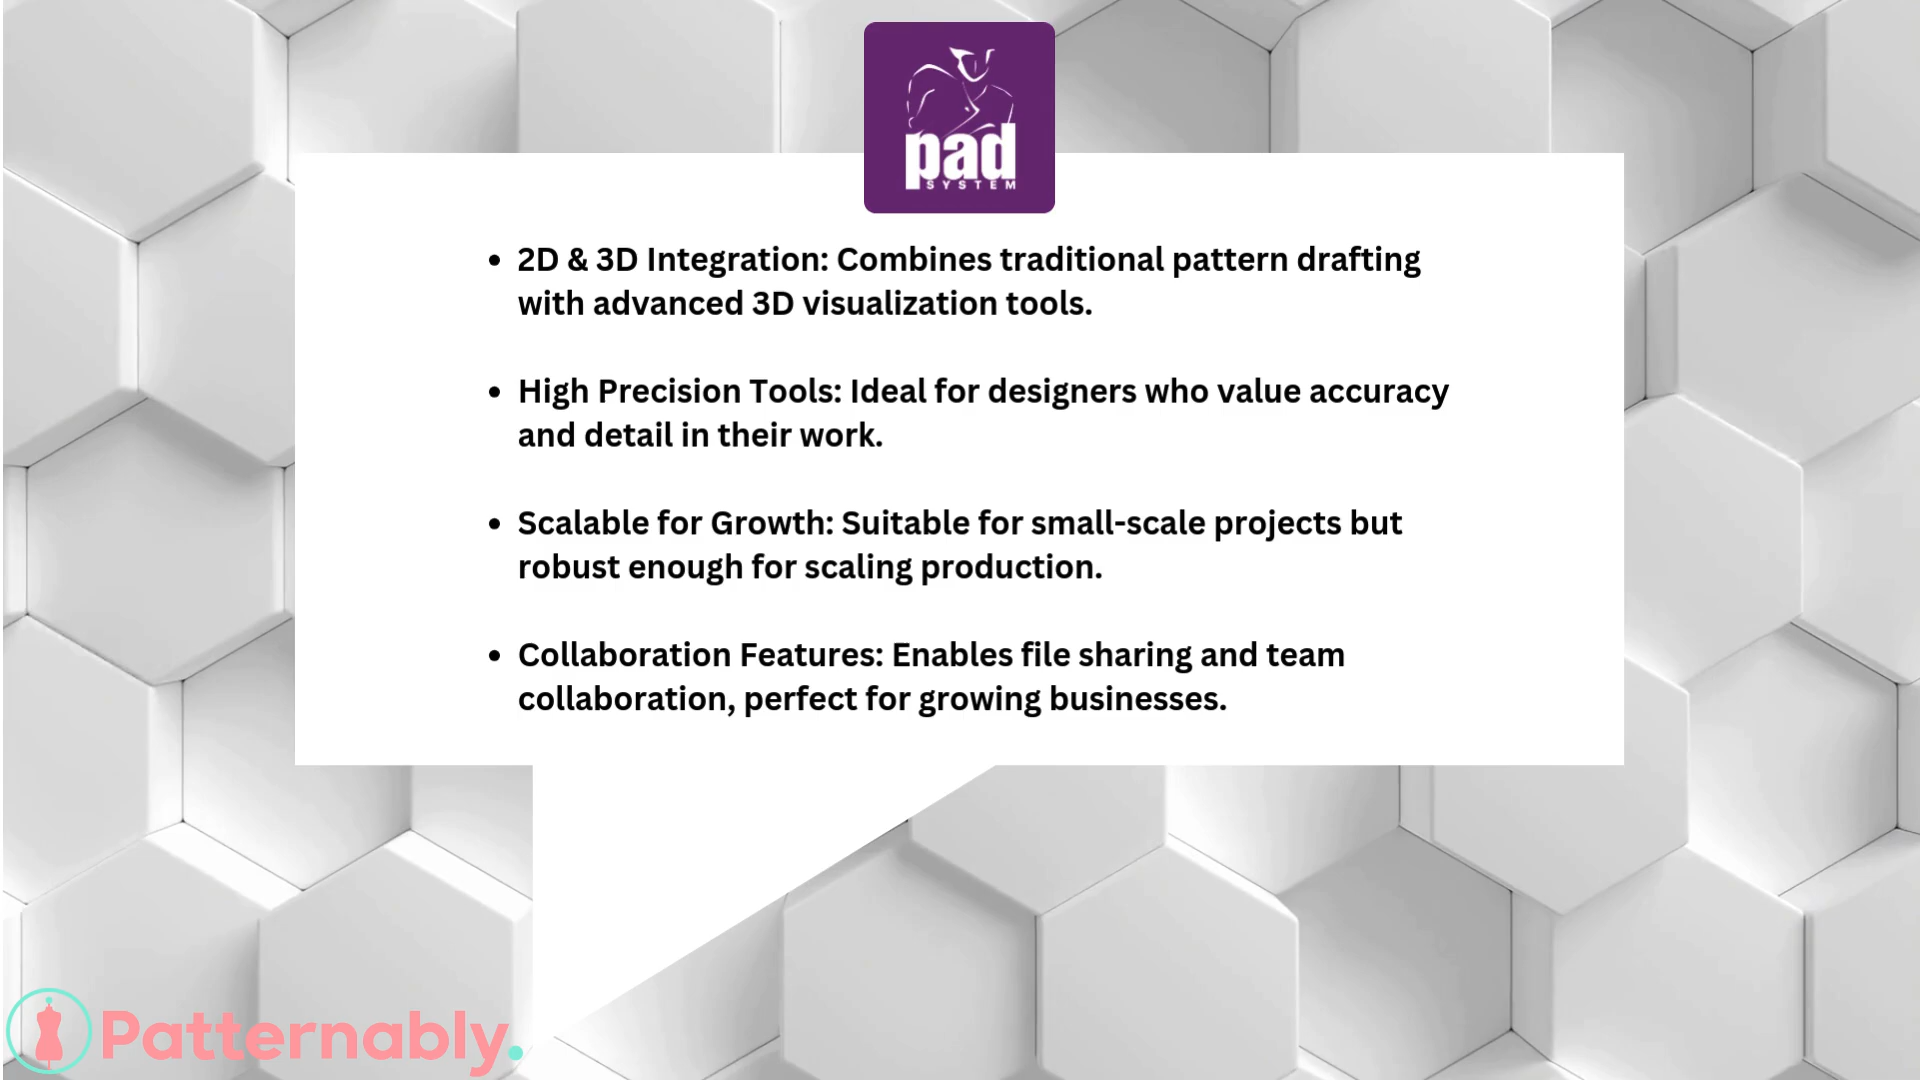 pad
SYSTEM
• 2D & 3D Integration: Combines traditional pattern drafting
with advanced 3D visualization tools.
• High Precision Tools: Ideal for designers who value accuracy
and detail in their work.
• Scalable for Growth: Suitable for small-scale projects but
robust enough for scaling production.
• Collaboration Features: Enables file sharing and team
collaboration, perfect for growing businesses.
Patternably.